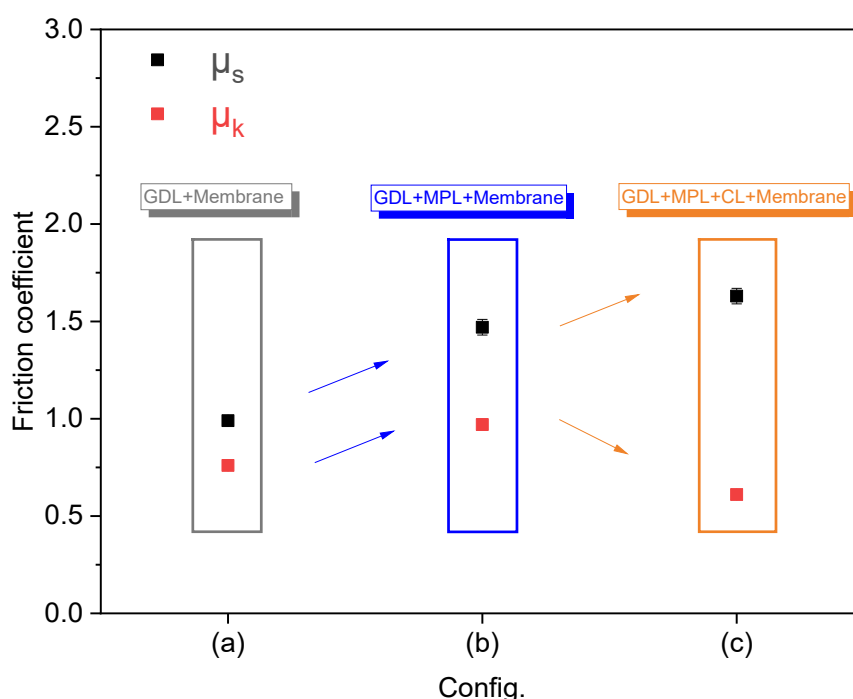 3.0
μs
μk
2.5
GDL+Membrane
GDL+MPL+Membrane
GDL+MPL+CL+Membrane
2.0
1.5
1.0
0.5
0.0
Friction coefficient
(a)
(b)
(c)
Config.